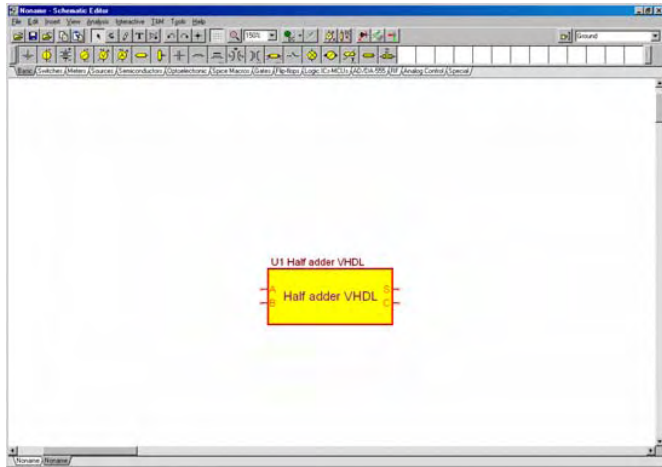 Noname - Schematic Editor
File Edit Insert View Analysis Interactive T&M Tools Help
150%
Ground
Basic Switches Meters Sources Semiconductors Optoelectronic Spice Macros Gates Flip-flops Logic ICs-MCUs AD/DA-555 RF Analog Control Special
U1 Half adder VHDL
A S
Half adder VHDL
B C
Noname Noname